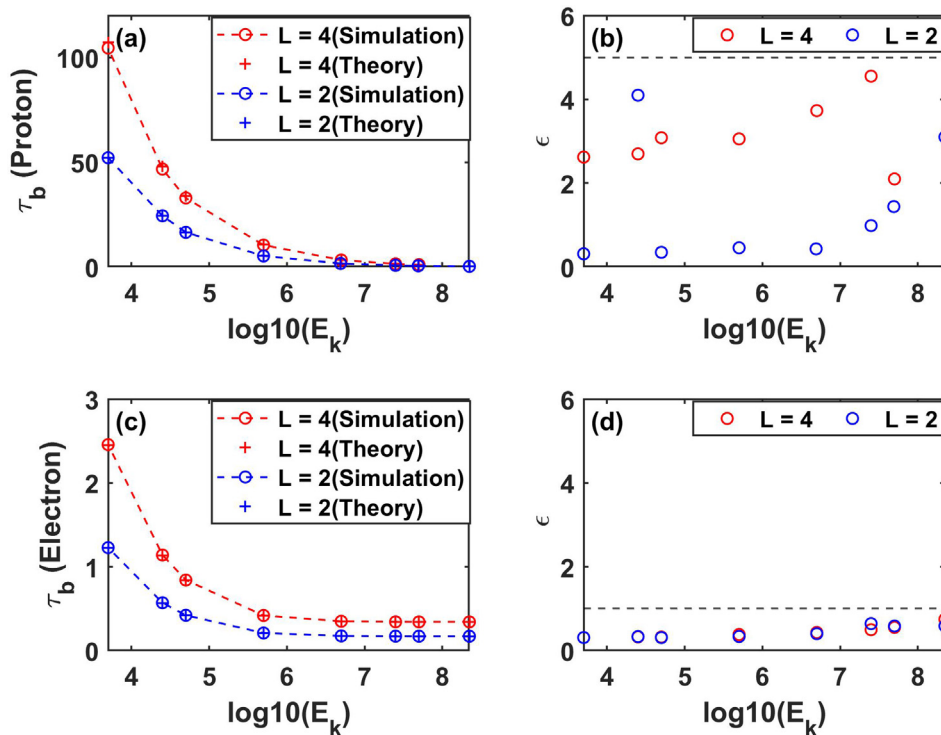 (a)
L = 4(Simulation)
L = 4(Theory)
L = 2(Simulation)
L = 2(Theory)
100
50
0
τb (Proton)
4 5 6 7 8
log10(Ek)
(b)
L = 4 L = 2
6
4
2
0
ϵ
4 5 6 7 8
log10(Ek)
(c)
L = 4(Simulation)
L = 4(Theory)
L = 2(Simulation)
L = 2(Theory)
3
2
1
0
τb (Electron)
4 5 6 7 8
log10(Ek)
(d)
L = 4 L = 2
6
4
2
0
ϵ
4 5 6 7 8
log10(Ek)